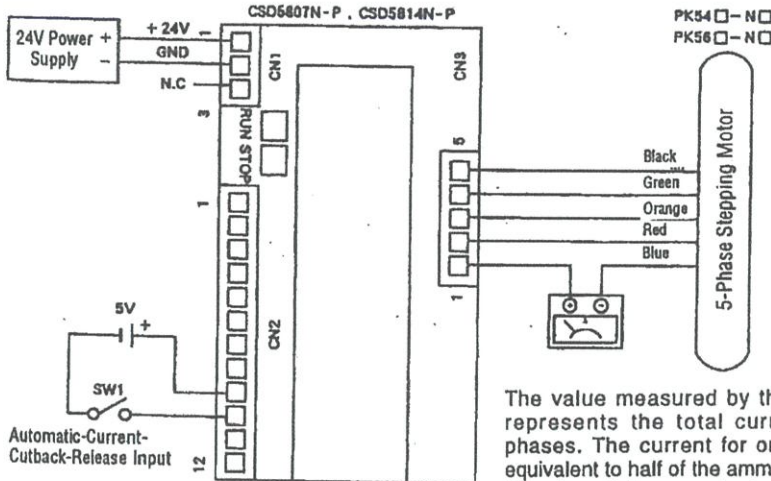 CSD5807N-P . CSD5814N-P
PK54□-N□
PK56□-N□
24V Power
Supply
+
-
+ 24V
GND
N.C
1
3
CN1
CN3
RUN STOP
5
1
Black
Green
Orange
Red
Blue
5-Phase Stepping Motor
1
CN2
12
5V
+
SW1
Automatic-Current-
Cutback-Release Input
+
-
The value measured by th
represents the total curr
phases. The current for or
equivalent to half of the amm